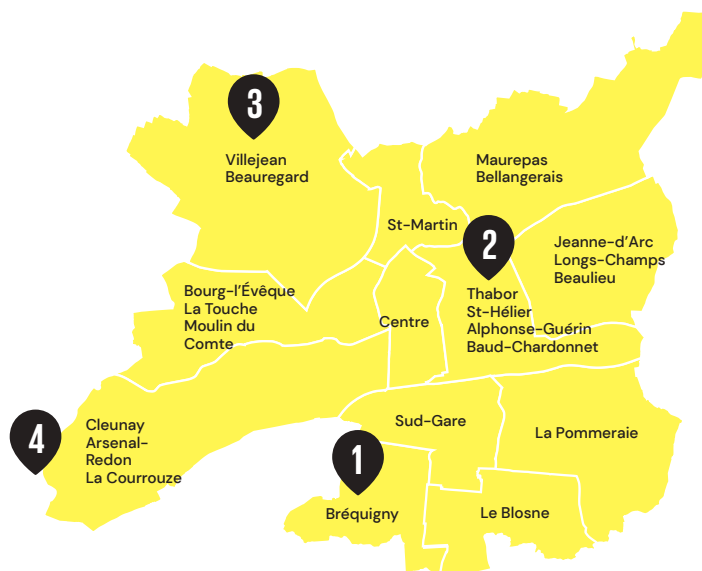 3
Villejean
Beauregard
Maurepas
Bellangerais
St-Martin
2
Jeanne-d'Arc
Longs-Champs
Beaulieu
Thabor
St-Hélier
Alphonse-Guérin
Baud-Chardonnet
Bourg-l'Évêque
La Touche
Moulin du
Comte
Centre
4
Cleunay
Arsenal-
Redon
La Courrouze
Sud-Gare
La Pommeraie
1
Bréquigny
Le Blosne